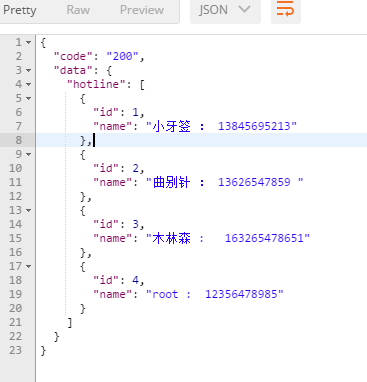 Pretty Raw Preview JSON
1 {
2 "code": "200",
3 "data": {
4 "hotline": [
5 {
6 "id": 1,
7 "name": "小牙签 : 13845695213"
8 },
9 {
10 "id": 2,
11 "name": "曲别针 : 13626547859 "
12 },
13 {
14 "id": 3,
15 "name": "木林森 :  163265478651"
16 },
17 {
18 "id": 4,
19 "name": "root :  12356478985"
20 }
21 ]
22 }
23 }